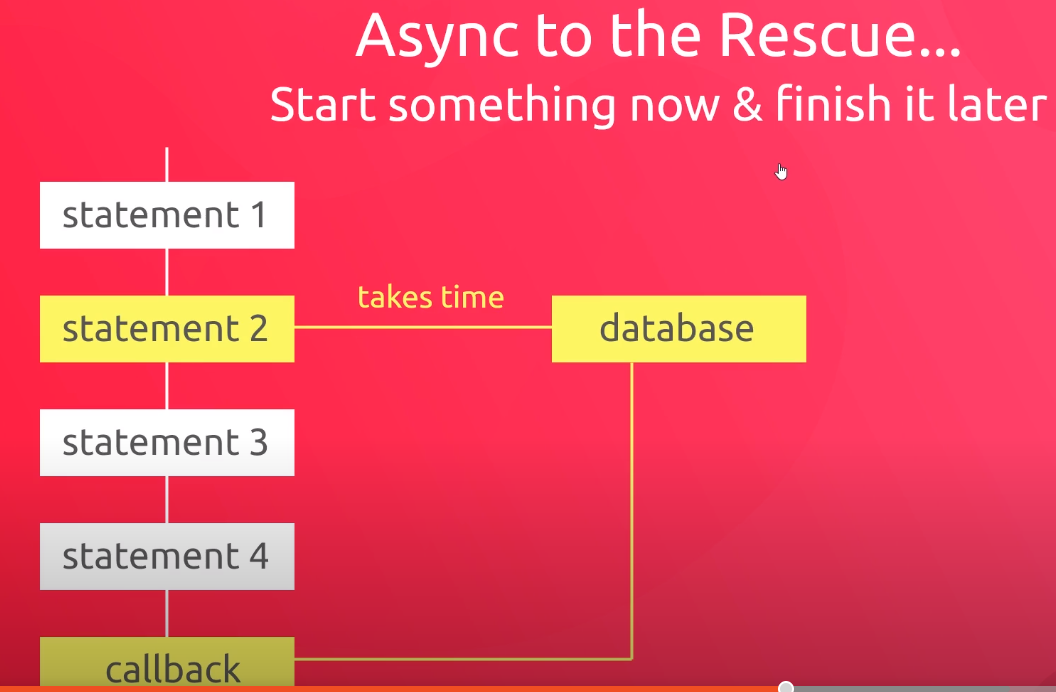 Async to the Rescue...
Start something now & finish it later
statement 1
takes time
statement 2
database
statement 3
statement 4
callback